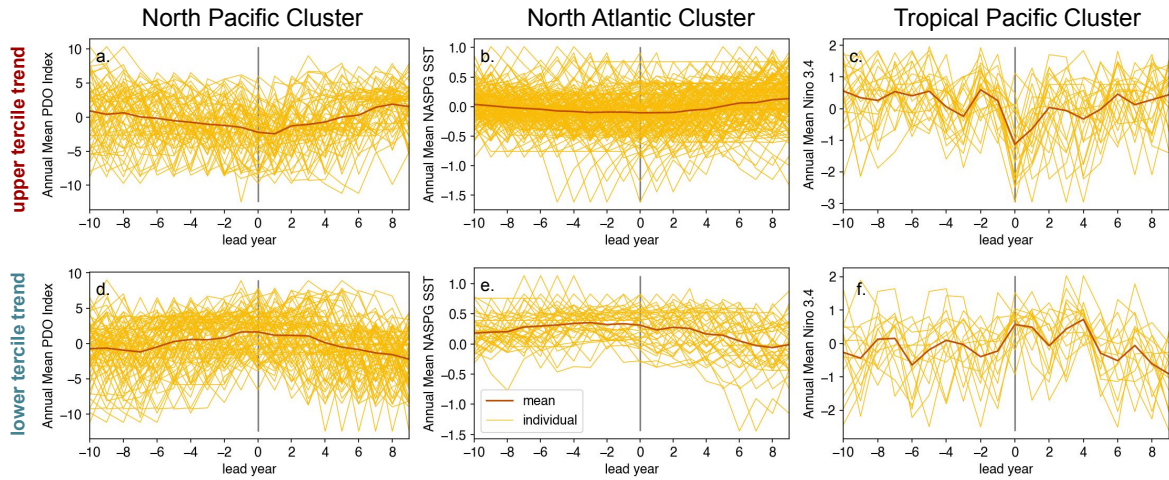 North Pacific Cluster
North Atlantic Cluster
Tropical Pacific Cluster
upper tercile trend
a.
Annual Mean PDO Index
10
5
0
−5
−10
−10 −8 −6 −4 −2 0 2 4 6 8
lead year
b.
Annual Mean NASPG SST
1.0
0.5
0.0
−0.5
−1.0
−1.5
−10 −8 −6 −4 −2 0 2 4 6 8
lead year
c.
Annual Mean Nino 3.4
2
1
0
−1
−2
−3
−10 −8 −6 −4 −2 0 2 4 6 8
lead year
lower tercile trend
d.
Annual Mean PDO Index
10
5
0
−5
−10
−10 −8 −6 −4 −2 0 2 4 6 8
lead year
e.
Annual Mean NASPG SST
1.0
0.5
0.0
−0.5
−1.0
−1.5
mean
individual
−10 −8 −6 −4 −2 0 2 4 6 8
lead year
f.
Annual Mean Nino 3.4
2
1
0
−1
−2
−10 −8 −6 −4 −2 0 2 4 6 8
lead year